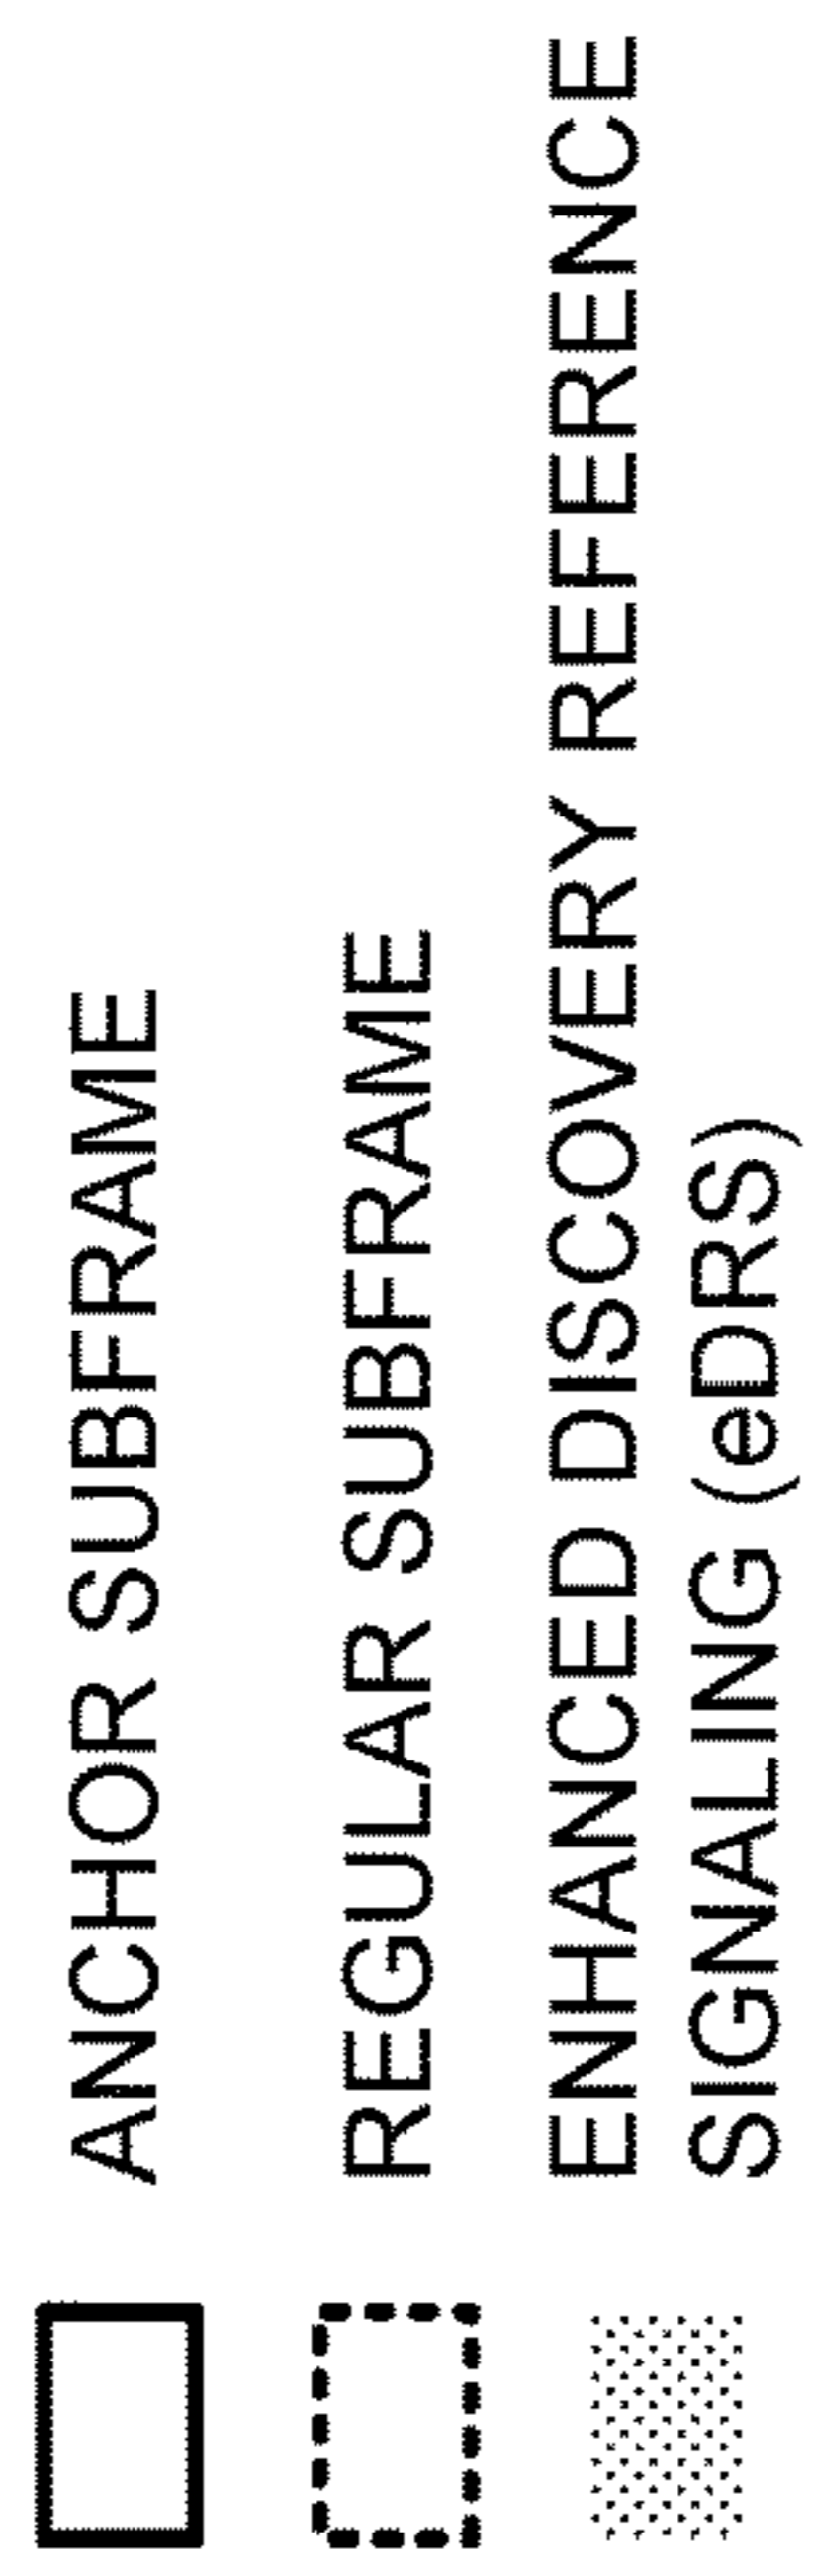 ANCHOR SUBFRAME
REGULAR SUBFRAME
ENHANCED DISCOVERY REFERENCE
SIGNALING (eDRS)